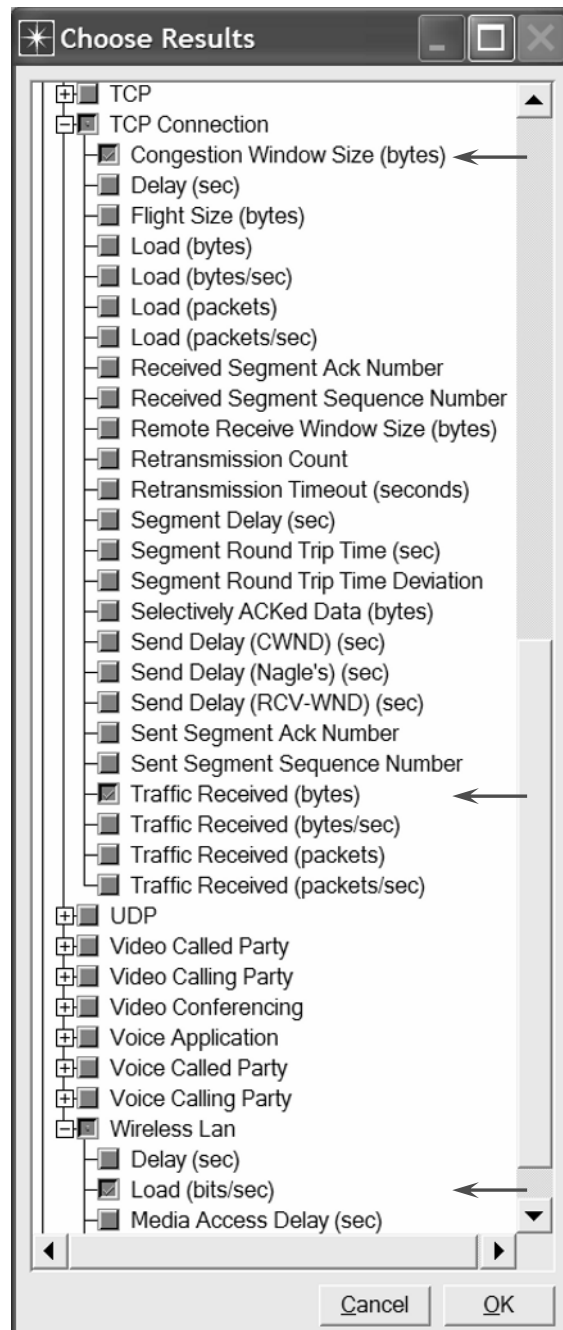 Choose Results
TCP
TCP Connection
Congestion Window Size (bytes)
Delay (sec)
Flight Size (bytes)
Load (bytes)
Load (bytes/sec)
Load (packets)
Load (packets/sec)
Received Segment Ack Number
Received Segment Sequence Number
Remote Receive Window Size (bytes)
Retransmission Count
Retransmission Timeout (seconds)
Segment Delay (sec)
Segment Round Trip Time (sec)
Segment Round Trip Time Deviation
Selectively ACKed Data (bytes)
Send Delay (CWND) (sec)
Send Delay (Nagle's) (sec)
Send Delay (RCV-WND) (sec)
Sent Segment Ack Number
Sent Segment Sequence Number
Traffic Received (bytes)
Traffic Received (bytes/sec)
Traffic Received (packets)
Traffic Received (packets/sec)
UDP
Video Called Party
Video Calling Party
Video Conferencing
Voice Application
Voice Called Party
Voice Calling Party
Wireless Lan
Delay (sec)
Load (bits/sec)
Media Access Delay (sec)
Cancel OK